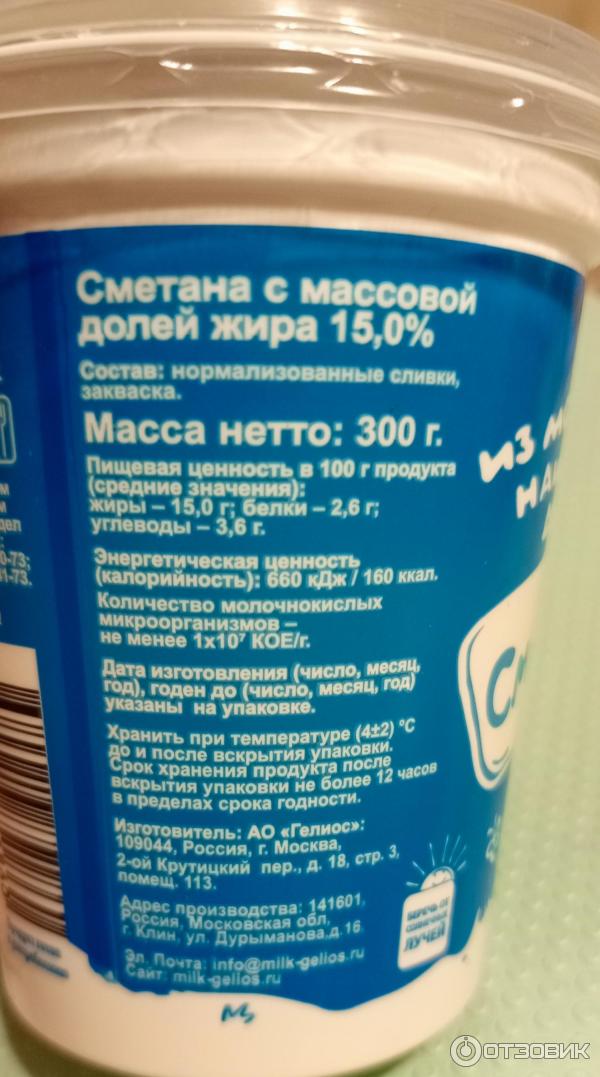 Сметана с массовой
долей жира 15,0%
Состав: нормализованные сливки,
закваска.
Масса нетто: 300 г.
Пищевая ценность в 100 г продукта
(средние значения):
жиры – 15,0 г; белки – 2,6 г;
углеводы – 3,6 г.
Энергетическая ценность
(калорийность): 660 кДж / 160 ккал.
Количество молочнокислых
микроорганизмов –
не менее 1х10⁷ КОЕ/г.
Дата изготовления (число, месяц,
год), годен до (число, месяц, год)
указаны на упаковке.
Хранить при температуре (4±2) °С
до и после вскрытия упаковки.
Срок хранения продукта после
вскрытия упаковки не более 12 часов
в пределах срока годности.
Изготовитель: АО «Гелиос»:
109044, Россия, г. Москва,
2-ой Крутицкий пер., д. 18, стр. 3,
помещ. 113.
Адрес производства: 141601,
Россия, Московская обл.,
г. Клин, ул. Дурыманова,д.16
Эл. Почта: info@milk-gelios.ru
Сайт: milk-gelios.ru
ИЗ
БЕРЕЧЬ ОТ
СОЛНЕЧНЫХ
ЛУЧЕЙ
ОТЗОВИК